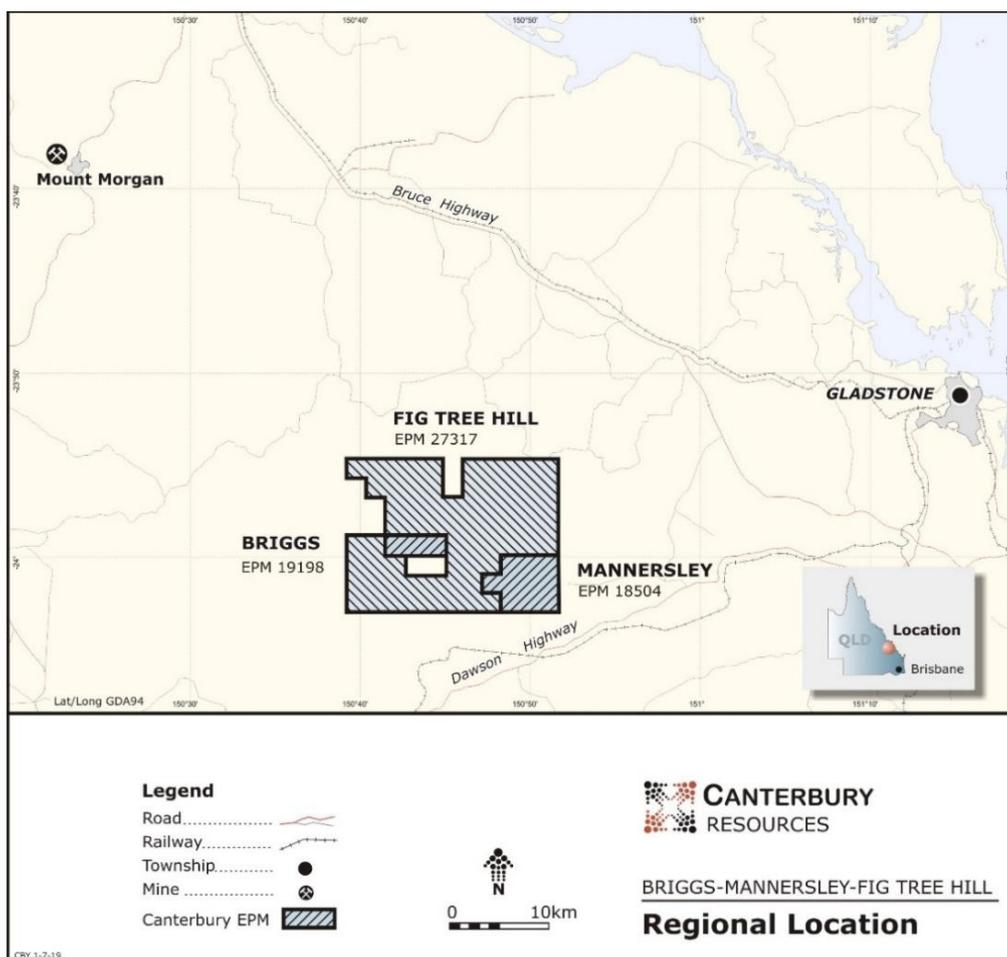 150°30'
150°40'
150°50'
151°
151°10'
Mount Morgan
-23°40'
Bruce Highway
-23°50'
GLADSTONE
FIG TREE HILL
EPM 27317
BRIGGS
EPM 19198
-24°
MANNERSLEY
EPM 18504
QLD
Location
Brisbane
Dawson Highway
Lat/Long GDA94
150°30'
150°40'
150°50'
151°
151°10'
Legend
Road
Railway
Township
Mine
Canterbury EPM
N
0 10km
CANTERBURY
RESOURCES
BRIGGS-MANNERSLEY-FIG TREE HILL
Regional Location
CBY 1-7-19